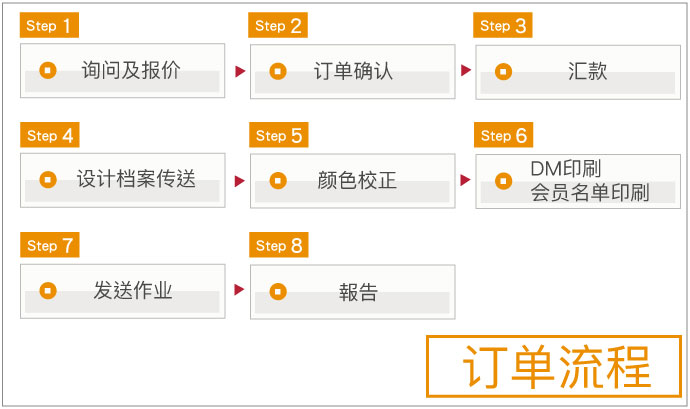 Step 1
询问及报价
Step 2
订单确认
Step 3
汇款
Step 4
设计档案传送
Step 5
颜色校正
Step 6
DM印刷
会员名单印刷
Step 7
发送作业
Step 8
報告
订单流程